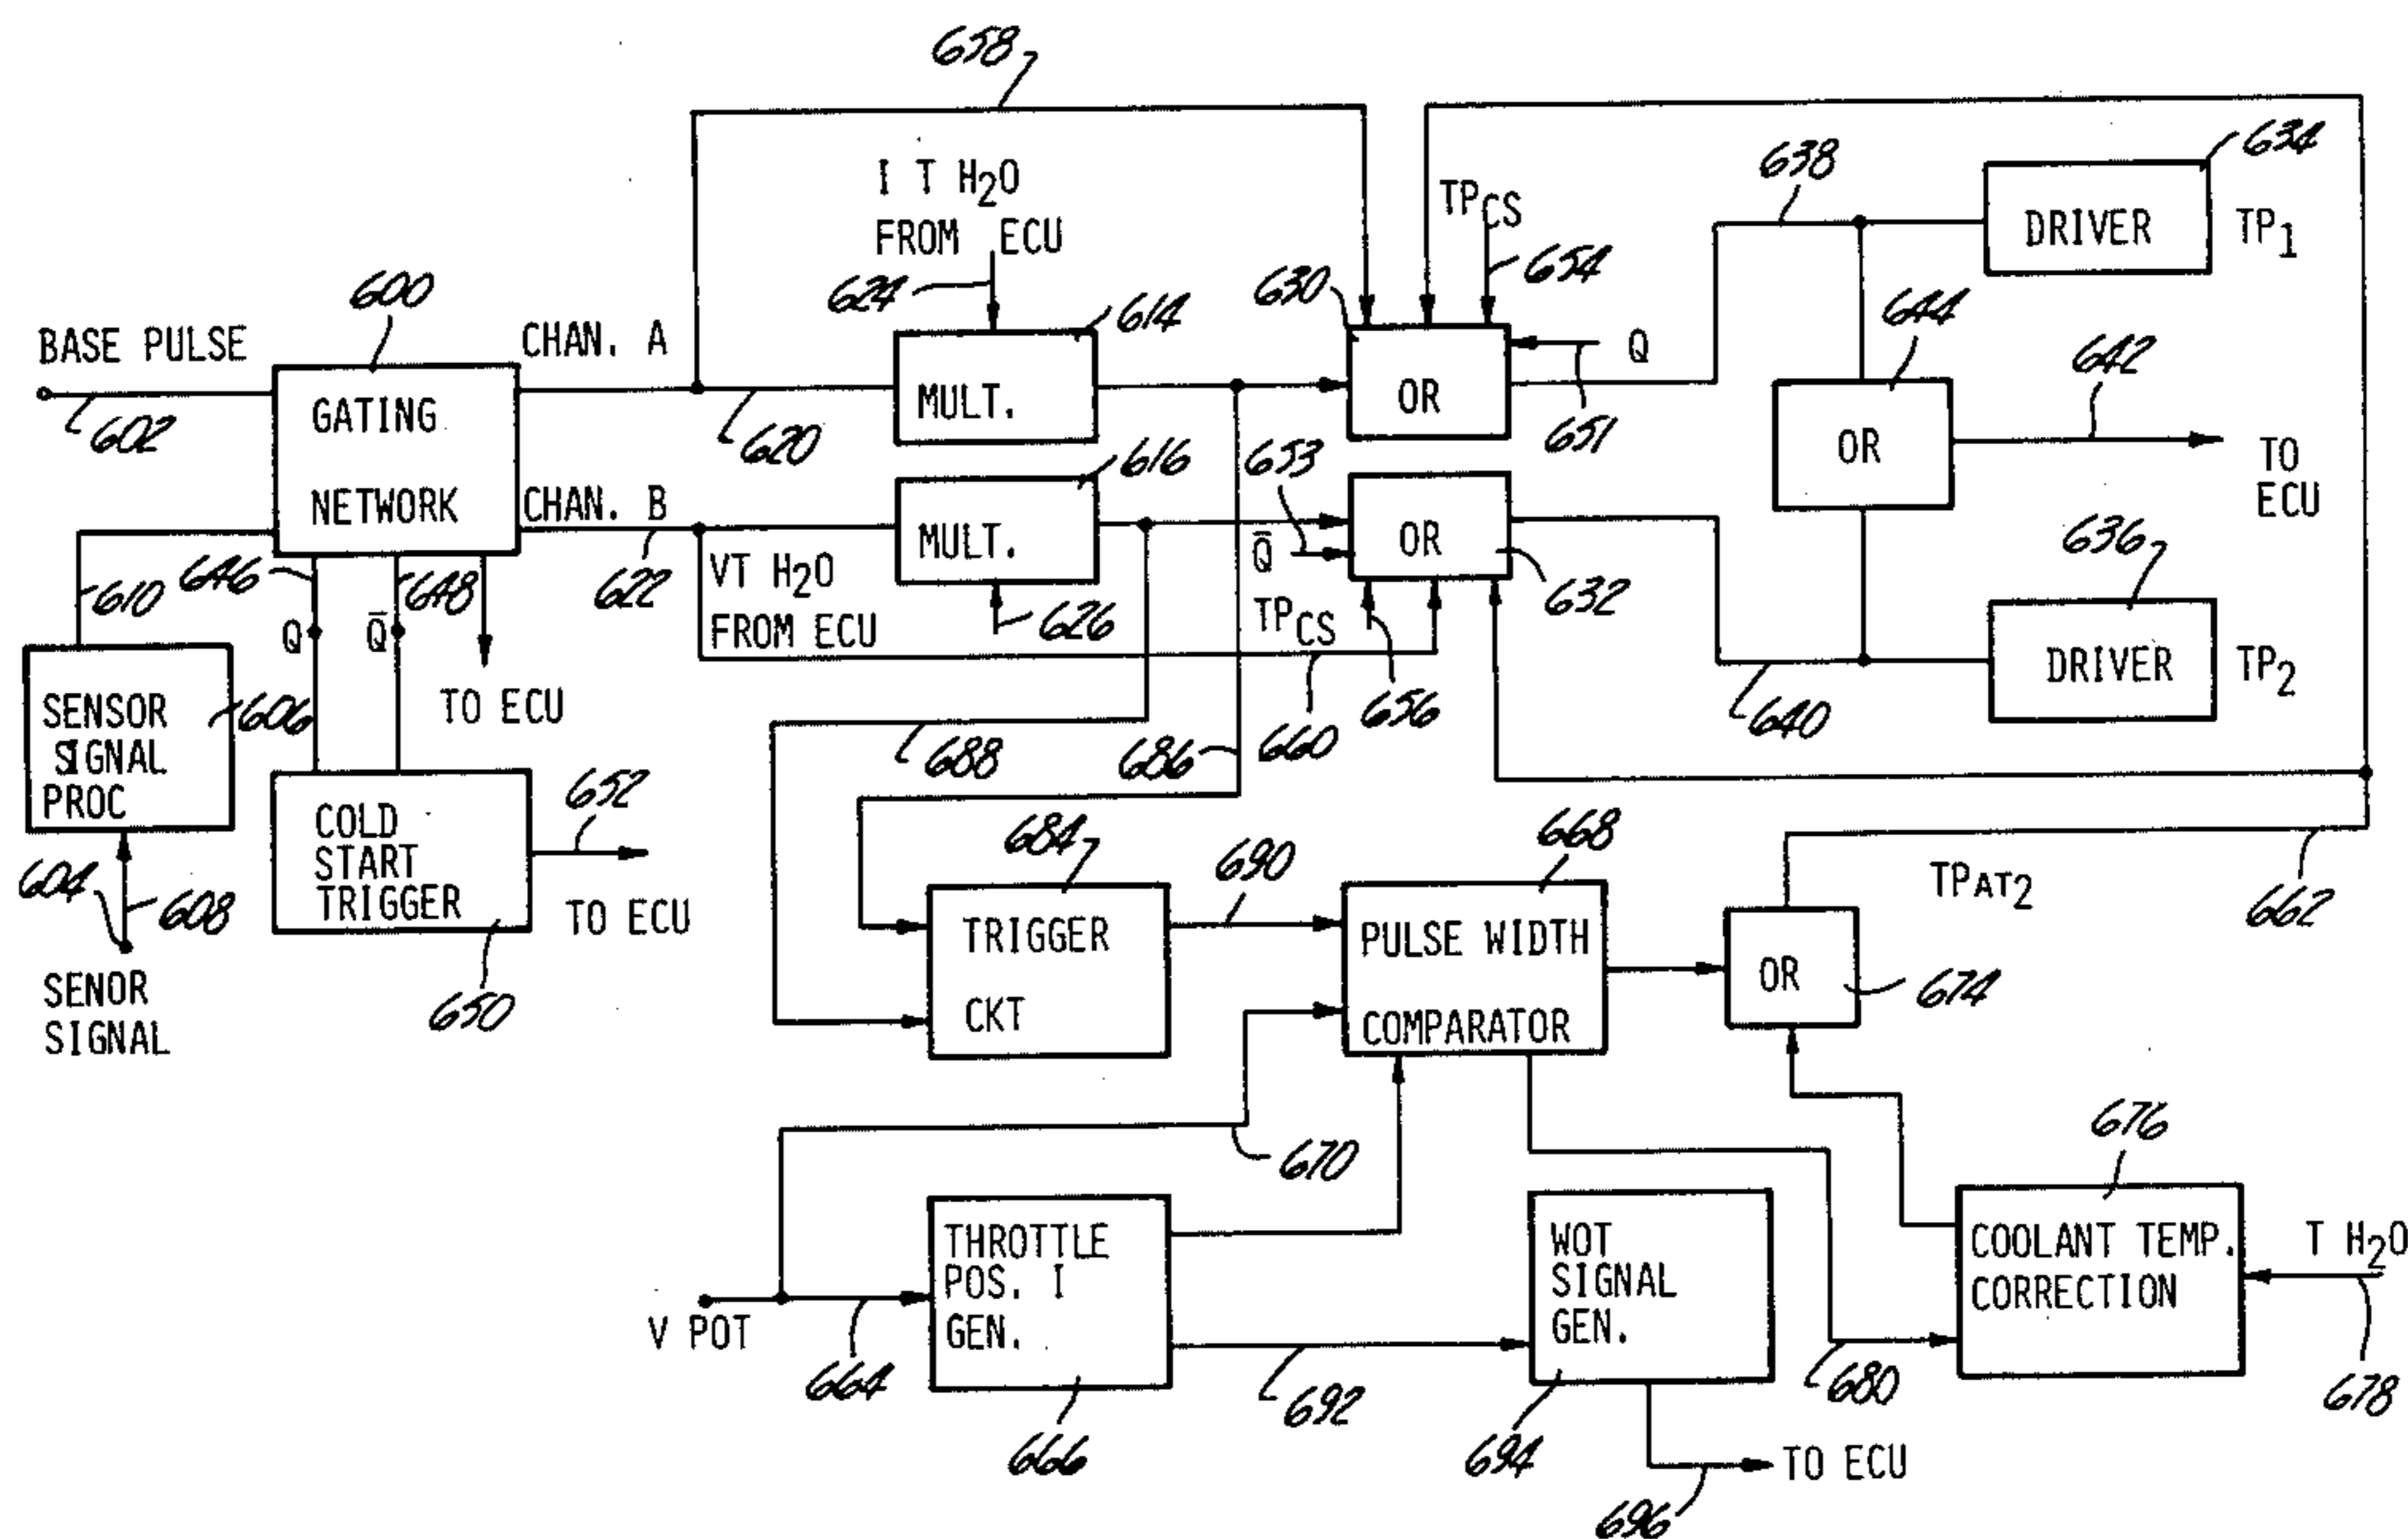 658
I T H2O
FROM ECU
624
614
TPCS
654
630
638
634
DRIVER
TP1
600
BASE PULSE
602
CHAN. A
620
MULT.
OR
Q
651
644
642
OR
TO
ECU
GATING
NETWORK
616
653
CHAN. B
622
VT H2O
FROM ECU
MULT.
626
Q̄
OR
632
TPCS
656
660
636
DRIVER
TP2
640
610
646
648
Q
Q̄
TO ECU
SENSOR
SIGNAL
PROC
606
688
686
604
608
SENOR
SIGNAL
COLD
START
TRIGGER
652
TO ECU
650
684
690
668
TRIGGER
CKT
PULSE WIDTH
COMPARATOR
TPAT2
OR
674
662
670
676
V POT
664
THROTTLE
POS. I
GEN.
666
692
WOT
SIGNAL
GEN.
694
680
COOLANT TEMP.
CORRECTION
T H2O
678
TO ECU
696